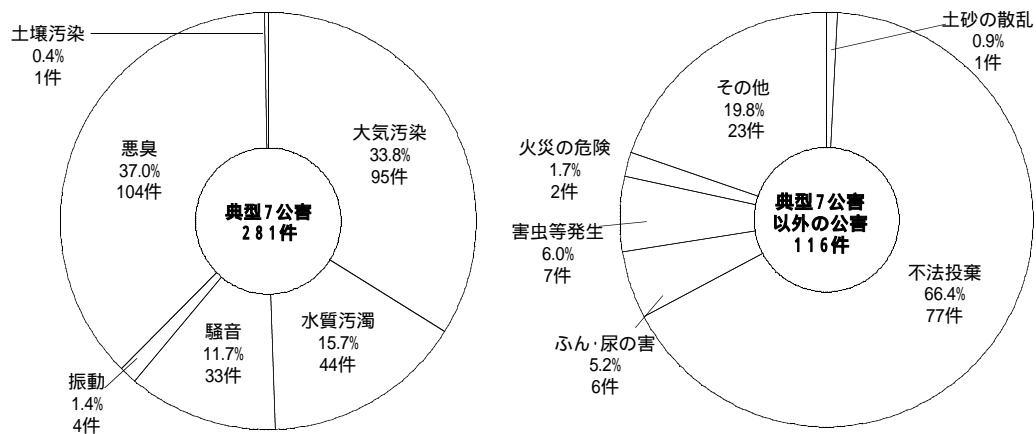 土壌汚染
0.4%
1件
大気汚染
33.8%
95件
悪臭
37.0%
104件
典型7公害
281件
水質汚濁
15.7%
44件
騒音
11.7%
33件
振動
1.4%
4件
土砂の散乱
0.9%
1件
その他
19.8%
23件
火災の危険
1.7%
2件
害虫等発生
6.0%
7件
典型7公害
以外の公害
116件
不法投棄
66.4%
77件
ふん･尿の害
5.2%
6件